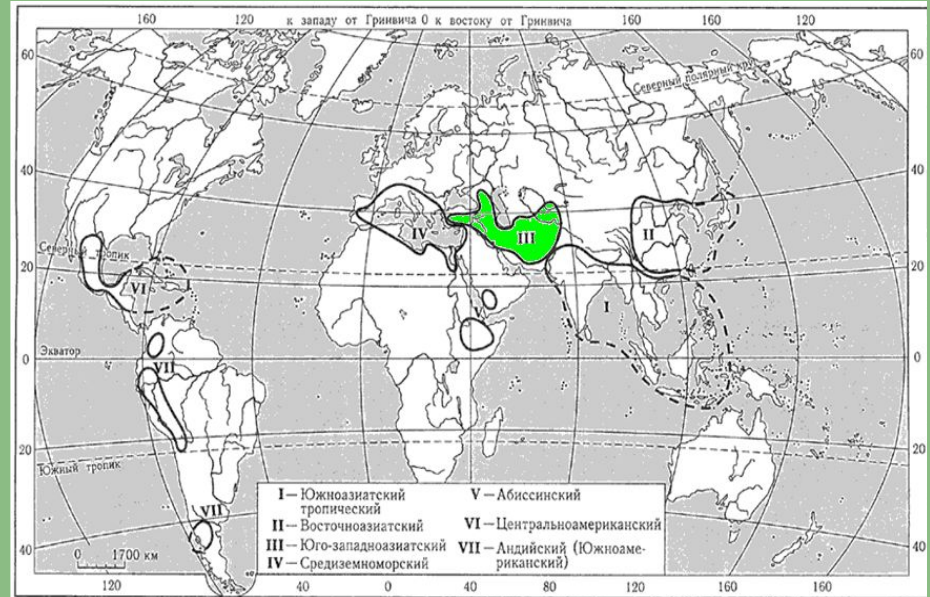 160 120 к западу от Гринвича 0 к востоку от Гринвича 120 160 160
60 60
Северный полярный круг
40 40
Северный тропик
20 20
Экватор
0 0
20 20
Южный тропик
40 40
I
II
III
IV
V
VI
VII
VII
I — Южноазиатский тропический
II — Восточноазиатский
III — Юго-западноазиатский
IV — Средиземноморский
V — Абиссинский
VI — Центральноамериканский
VII — Андийский (Южноаме-
риканский)
0 1700 км
120 80 40 0 40 80 120 160 160